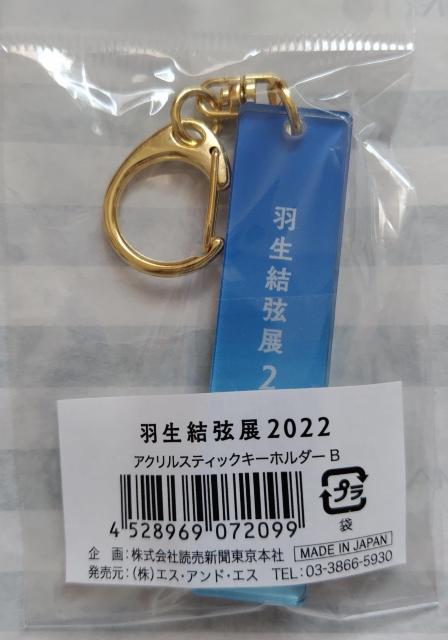 羽生結弦展2
羽生結弦展2022
アクリルスティックキーホルダー B
プラ
袋
4 528969 072099
MADE IN JAPAN
企　画：株式会社読売新聞東京本社
発売元：（株）エス・アンド・エス　TEL：03-3866-5930